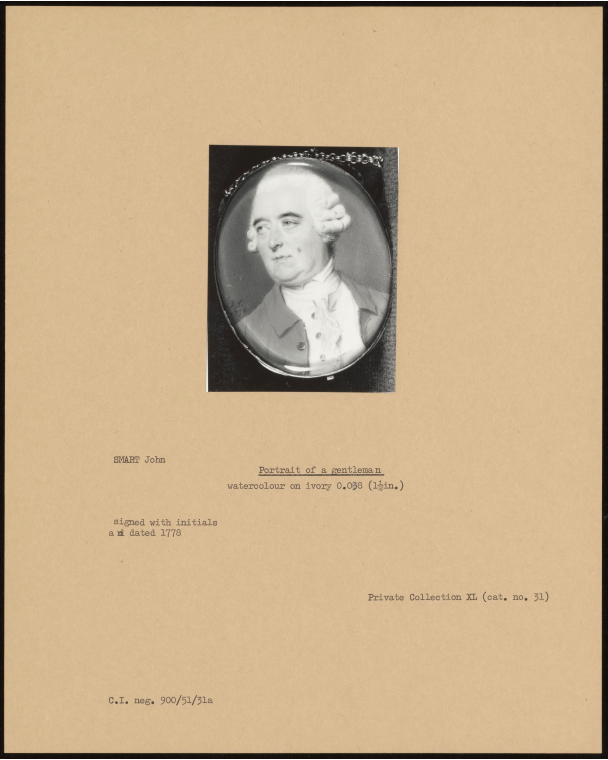 SMART John
Portrait of a gentleman
watercolour on ivory 0.038 (1½in.)
signed with initials
and dated 1778
Private Collection XL (cat. no. 31)
C.I. neg. 900/51/31a